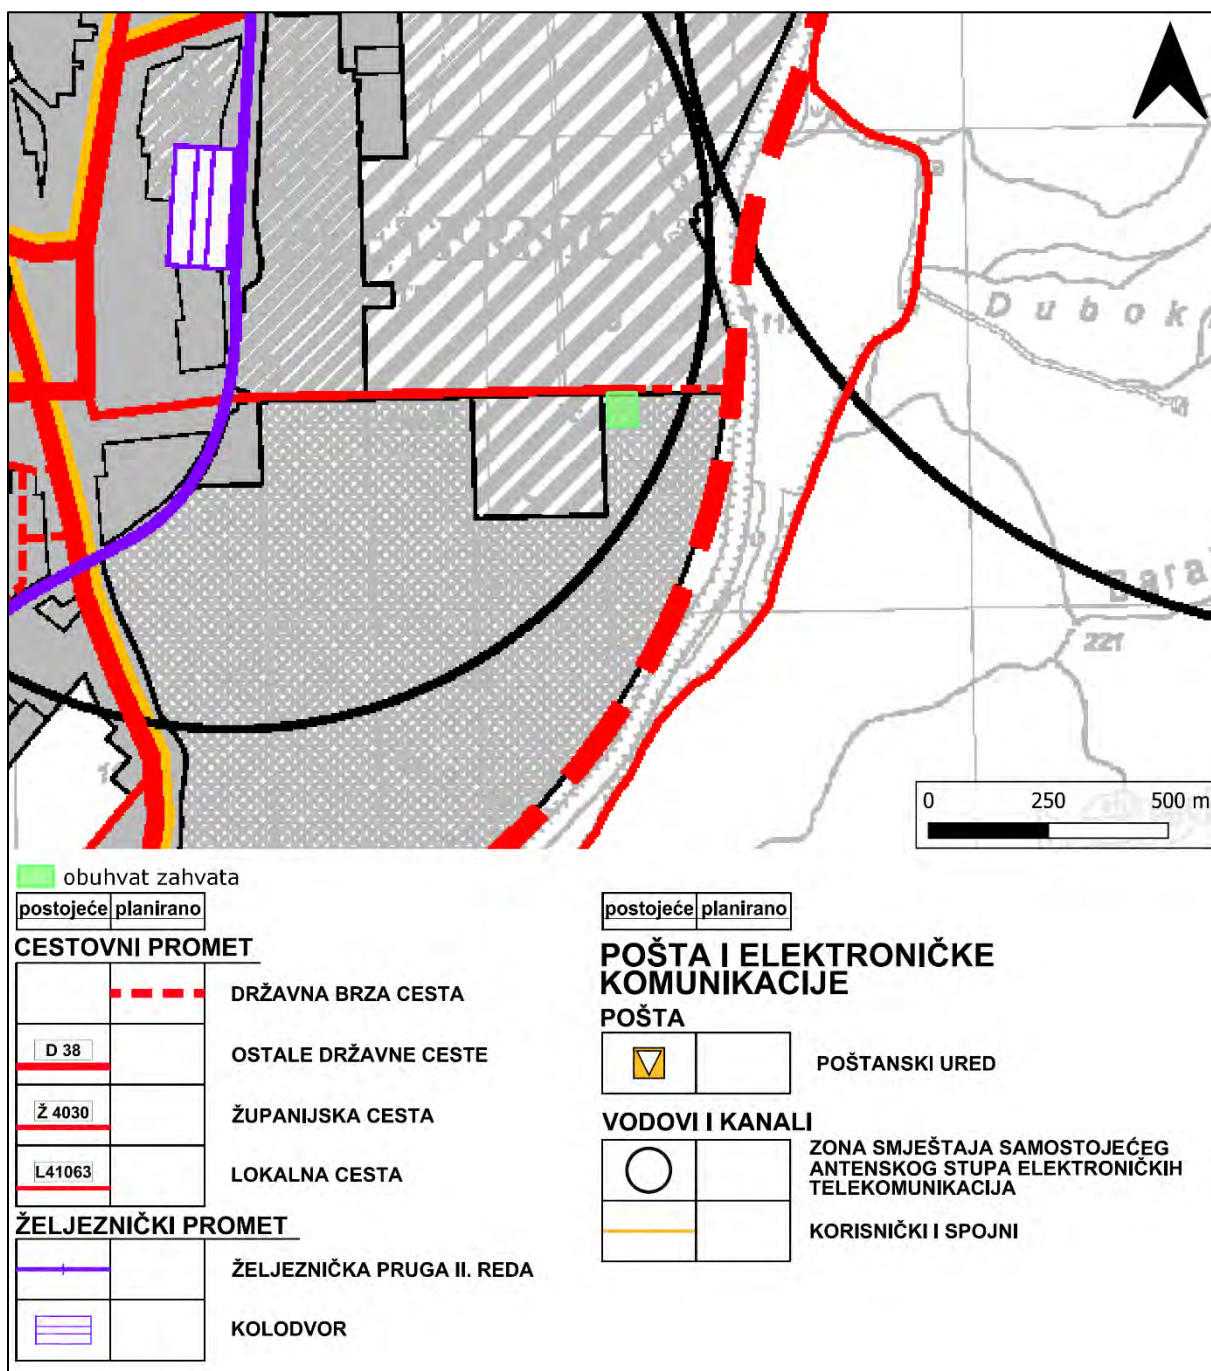 Dubok
Bara
221
0 250 500 m
obuhvat zahvata
postojeće planirano
CESTOVNI PROMET
DRŽAVNA BRZA CESTA
D 38
OSTALE DRŽAVNE CESTE
Ž 4030
ŽUPANIJSKA CESTA
L41063
LOKALNA CESTA
ŽELJEZNIČKI PROMET
ŽELJEZNIČKA PRUGA II. REDA
KOLODVOR
postojeće planirano
POŠTA I ELEKTRONIČKE
KOMUNIKACIJE
POŠTA
POŠTANSKI URED
VODOVI I KANALI
ZONA SMJEŠTAJA SAMOSTOJEĆEG
ANTENSKOG STUPA ELEKTRONIČKIH
TELEKOMUNIKACIJA
KORISNIČKI I SPOJNI